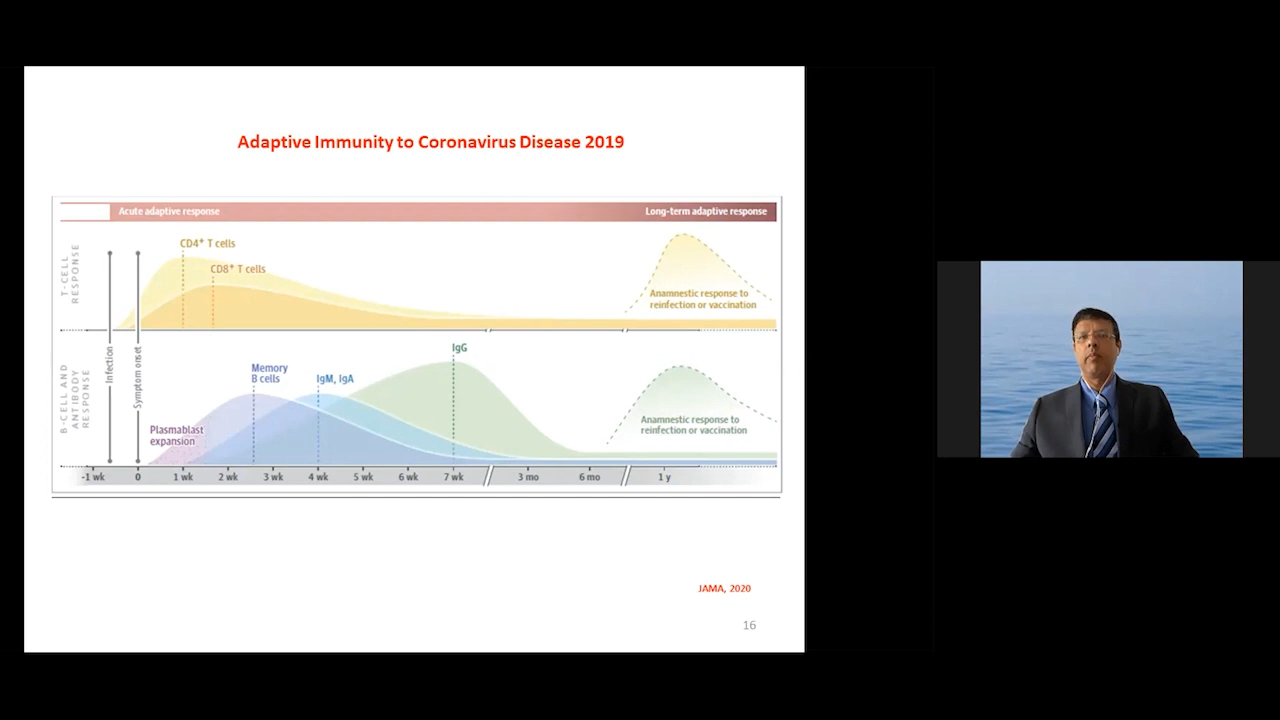 Adaptive Immunity to Coronavirus Disease 2019
Acute adaptive response
Long-term adaptive response
T-CELL
RESPONSE
CD4+ T cells
CD8+ T cells
Anamnestic response to
reinfection or vaccination
B-CELL AND
ANTIBODY
RESPONSE
Infection
Symptom onset
Plasmablast
expansion
Memory
B cells
IgM, IgA
IgG
Anamnestic response to
reinfection or vaccination
-1 wk 0 1 wk 2 wk 3 wk 4 wk 5 wk 6 wk 7 wk 3 mo 6 mo 1 y
JAMA, 2020
16